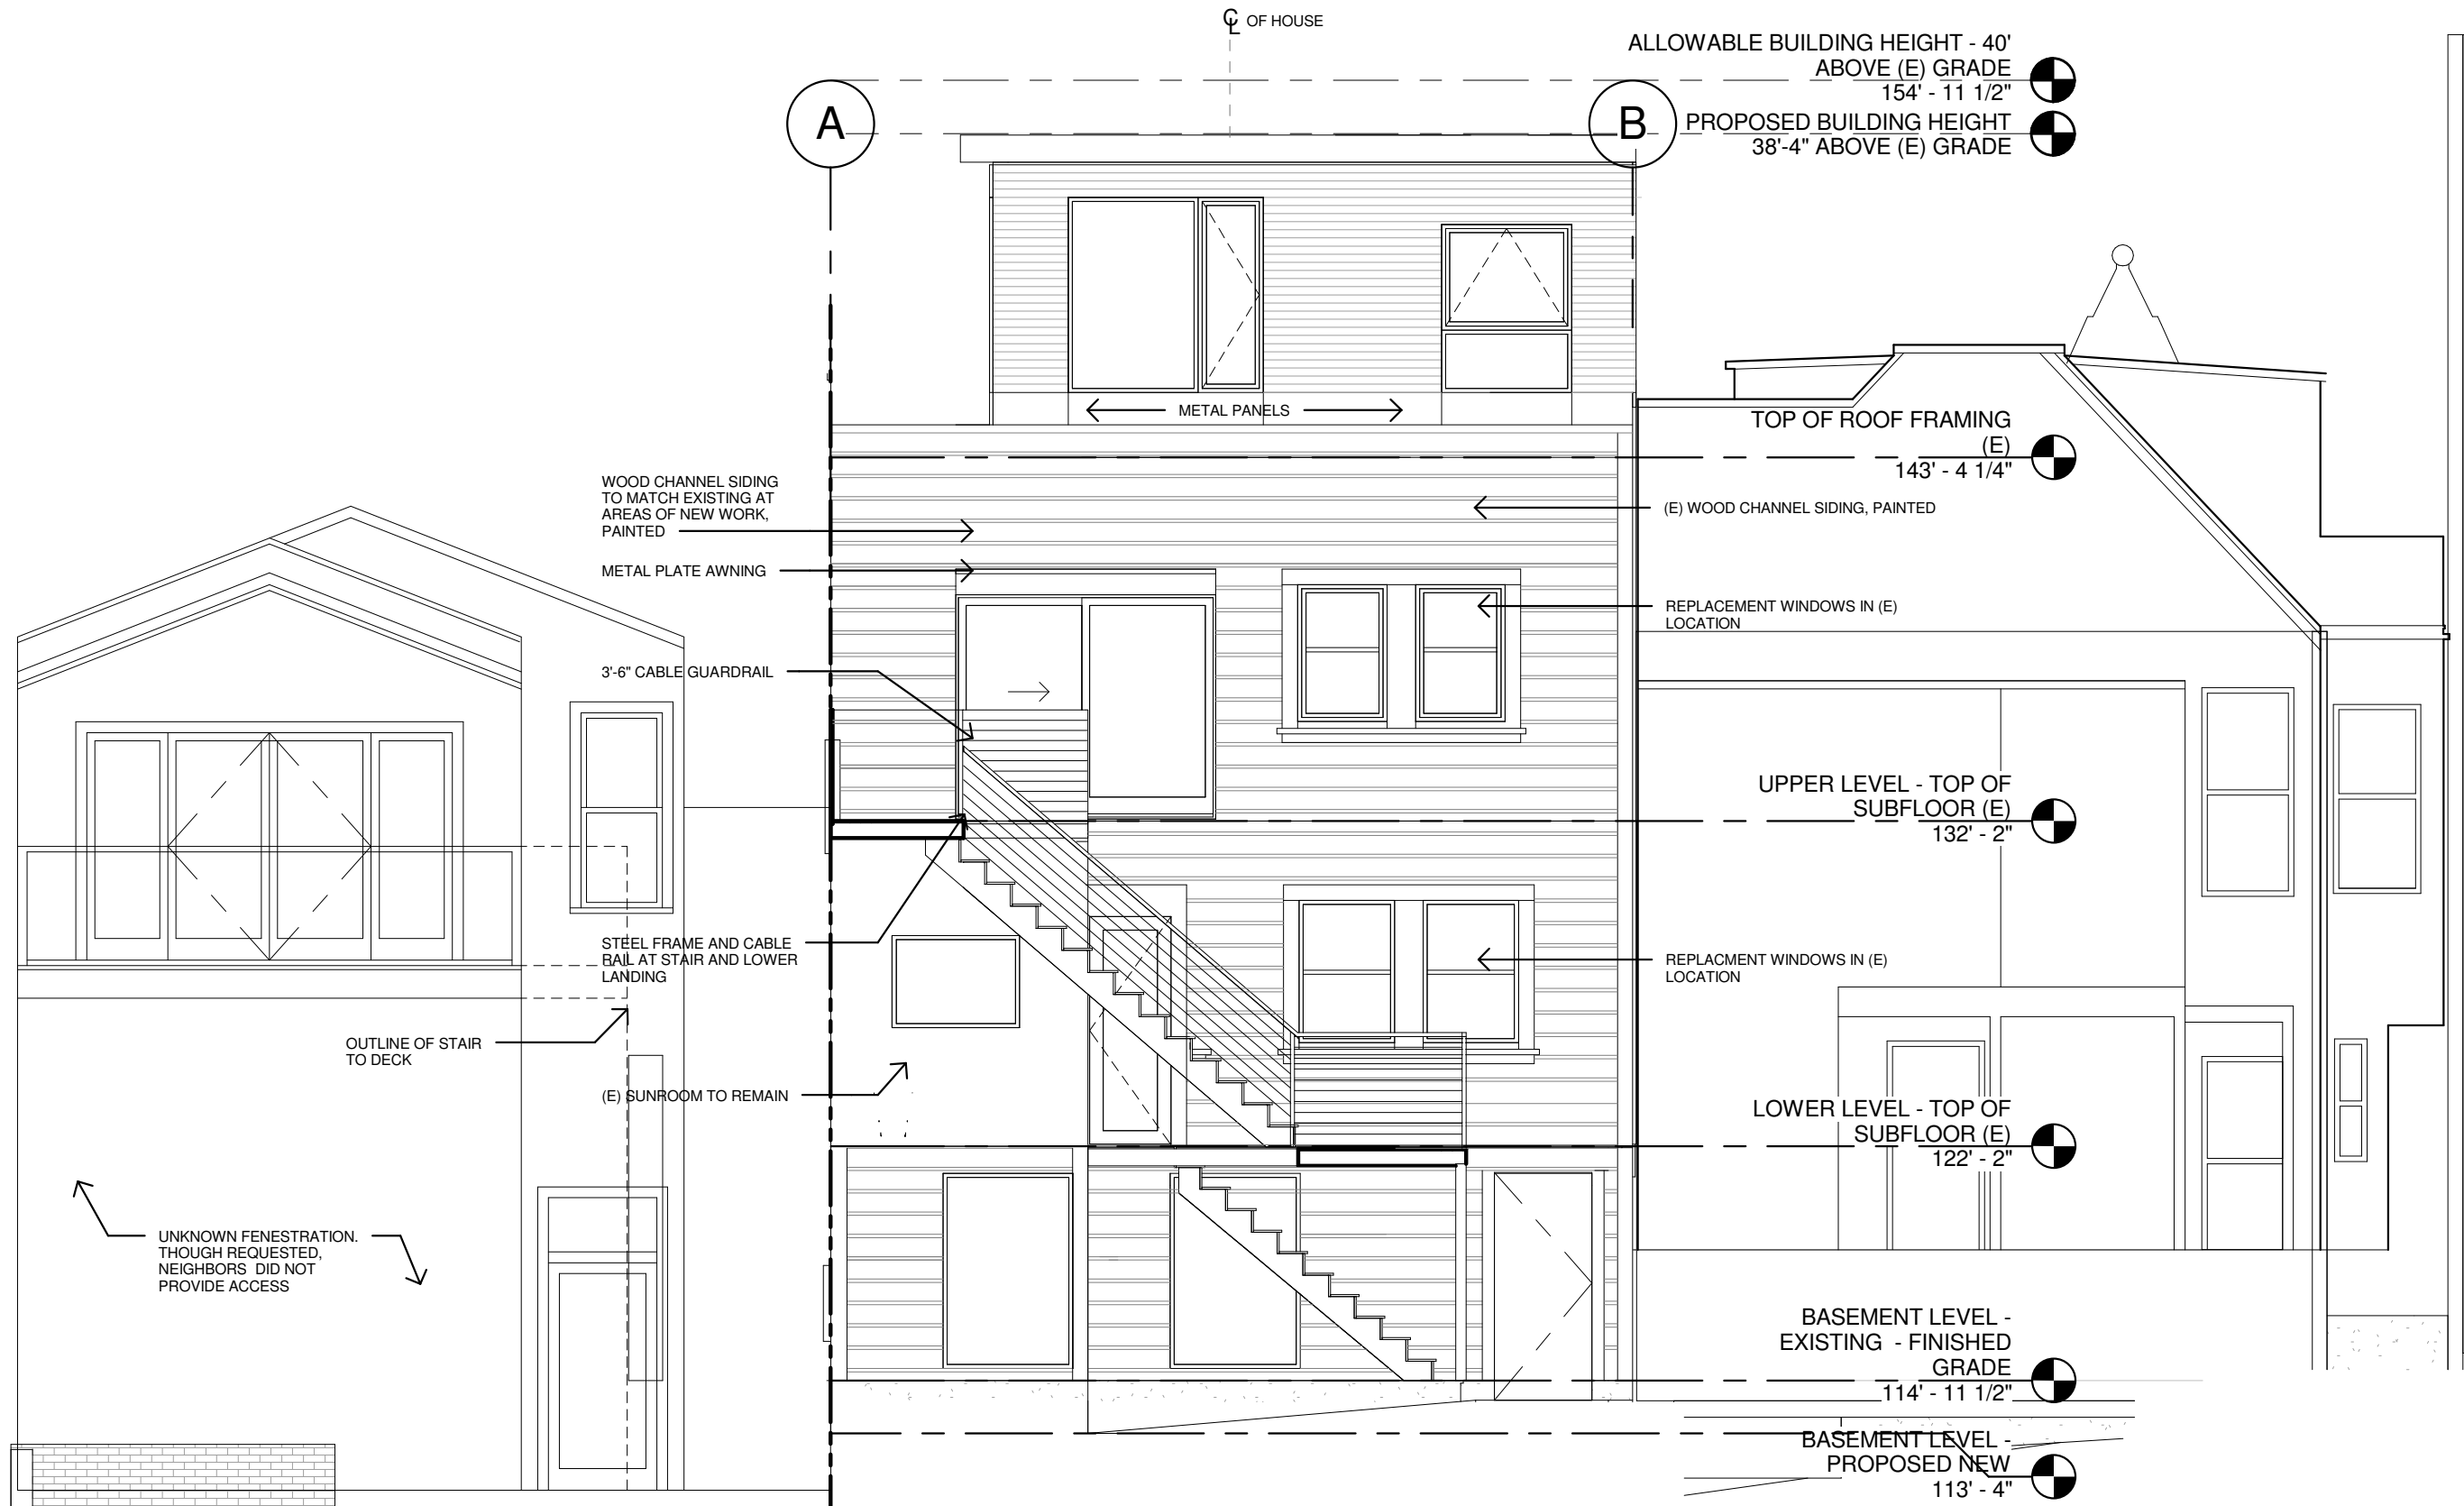 ℄ OF HOUSE
ALLOWABLE BUILDING HEIGHT - 40'
ABOVE (E) GRADE
154' - 11 1/2"
A
B
PROPOSED BUILDING HEIGHT
38'-4" ABOVE (E) GRADE
METAL PANELS
TOP OF ROOF FRAMING
(E)
143' - 4 1/4"
WOOD CHANNEL SIDING
TO MATCH EXISTING AT
AREAS OF NEW WORK,
PAINTED
(E) WOOD CHANNEL SIDING, PAINTED
METAL PLATE AWNING
REPLACEMENT WINDOWS IN (E)
LOCATION
3'-6" CABLE GUARDRAIL
UPPER LEVEL - TOP OF
SUBFLOOR (E)
132' - 2"
STEEL FRAME AND CABLE
RAIL AT STAIR AND LOWER
LANDING
REPLACMENT WINDOWS IN (E)
LOCATION
OUTLINE OF STAIR
TO DECK
(E) SUNROOM TO REMAIN
LOWER LEVEL - TOP OF
SUBFLOOR (E)
122' - 2"
UNKNOWN FENESTRATION.
THOUGH REQUESTED,
NEIGHBORS DID NOT
PROVIDE ACCESS
BASEMENT LEVEL -
EXISTING - FINISHED
GRADE
114' - 11 1/2"
BASEMENT LEVEL -
PROPOSED NEW
113' - 4"